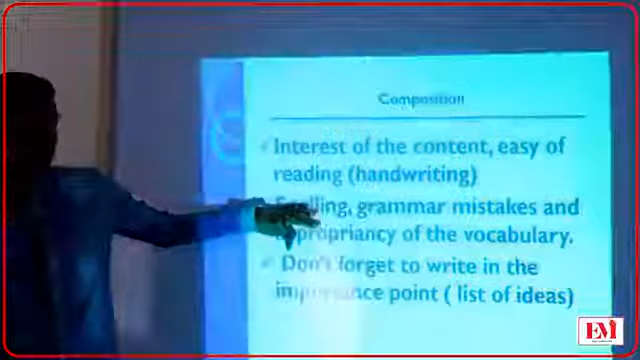 Composition
Interest of the content, easy of
reading (handwriting)
Spelling, grammar mistakes and
appropriancy of the vocabulary.
Don't forget to write in the
importance point ( list of ideas)
EM